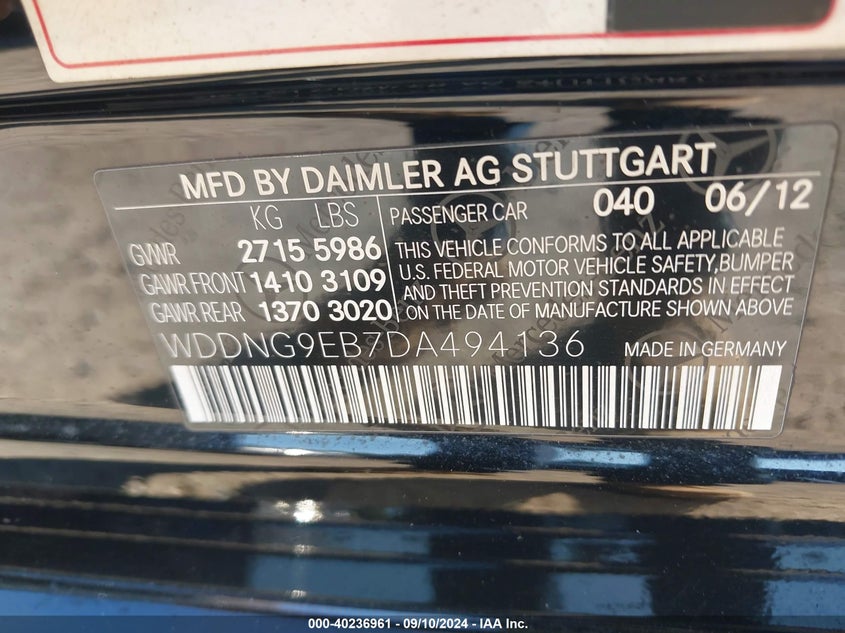 MFD BY DAIMLER AG STUTTGART
KG LBS
PASSENGER CAR 040 06/12
GVWR 2715 5986
GAWR FRONT 1410 3109
GAWR REAR 1370 3020
THIS VEHICLE CONFORMS TO ALL APPLICABLE
U.S. FEDERAL MOTOR VEHICLE SAFETY,BUMPER
AND THEFT PREVENTION STANDARDS IN EFFECT
ON THE DATE OF MANUFACTURE SHOWN ABOVE
WDDNG9EB7DA494136 MADE IN GERMANY
000-40236961 - 09/10/2024 - IAA Inc.